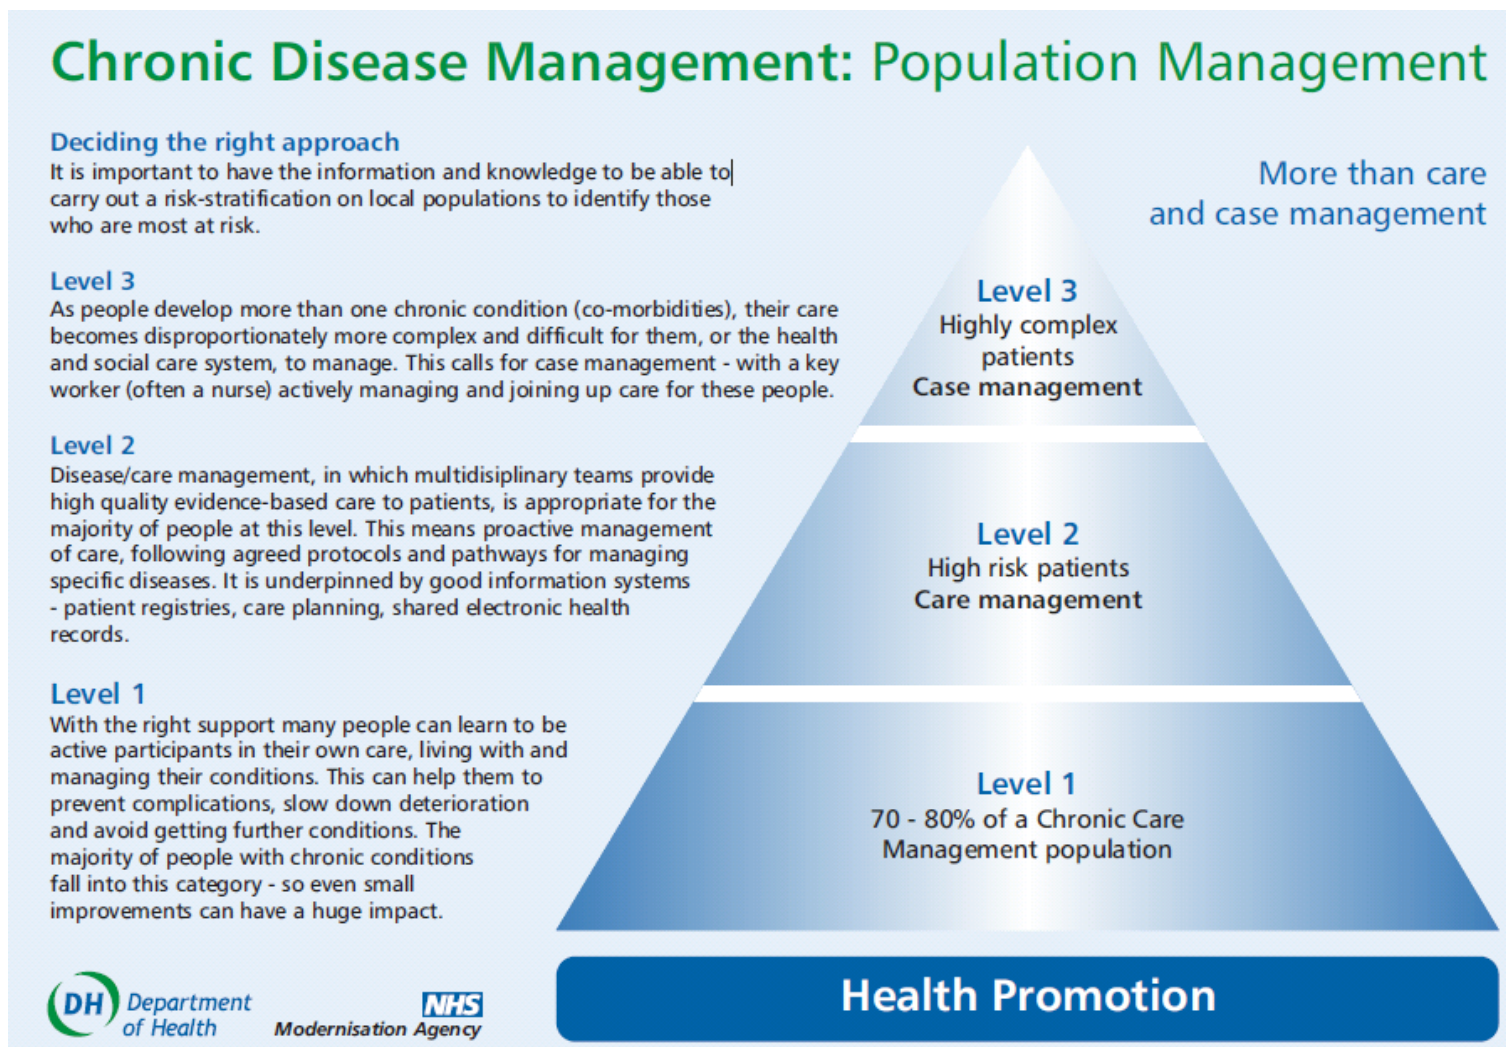 Chronic Disease Management: Population Management
Deciding the right approach
It is important to have the information and knowledge to be able to
carry out a risk-stratification on local populations to identify those
who are most at risk.
Level 3
As people develop more than one chronic condition (co-morbidities), their care
becomes disproportionately more complex and difficult for them, or the health
and social care system, to manage. This calls for case management - with a key
worker (often a nurse) actively managing and joining up care for these people.
Level 2
Disease/care management, in which multidisiplinary teams provide
high quality evidence-based care to patients, is appropriate for the
majority of people at this level. This means proactive management
of care, following agreed protocols and pathways for managing
specific diseases. It is underpinned by good information systems
- patient registries, care planning, shared electronic health
records.
Level 1
With the right support many people can learn to be
active participants in their own care, living with and
managing their conditions. This can help them to
prevent complications, slow down deterioration
and avoid getting further conditions. The
majority of people with chronic conditions
fall into this category - so even small
improvements can have a huge impact.
More than care
and case management
Level 3
Highly complex
patients
Case management
Level 2
High risk patients
Care management
Level 1
70 - 80% of a Chronic Care
Management population
Health Promotion
DH Department
of Health
NHS
Modernisation Agency